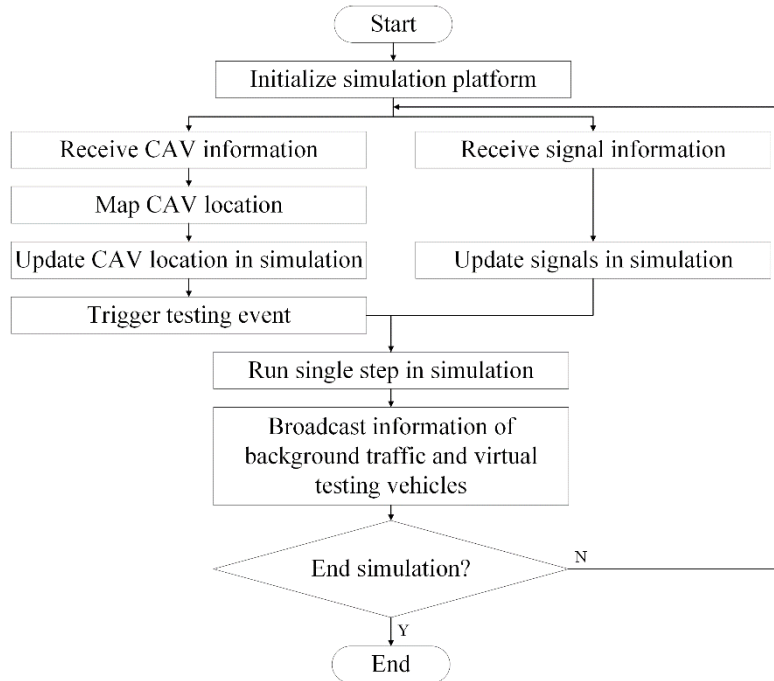 Start
Initialize simulation platform
Receive CAV information
Receive signal information
Map CAV location
Update CAV location in simulation
Update signals in simulation
Trigger testing event
Run single step in simulation
Broadcast information of
background traffic and virtual
testing vehicles
End simulation?
N
Y
End